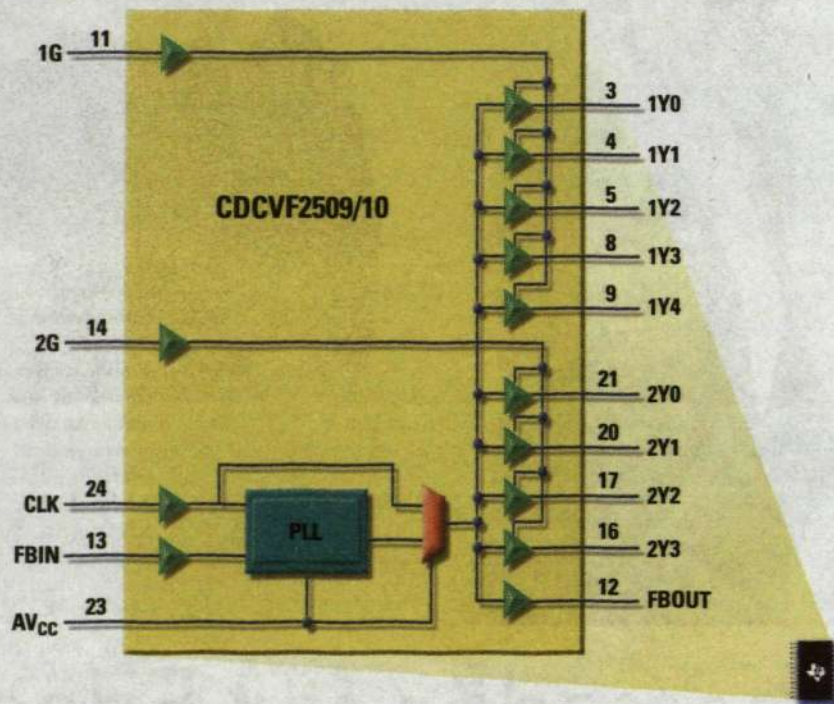 1G 11
3 1Y0
4 1Y1
CDCVF2509/10
5 1Y2
8 1Y3
9 1Y4
2G 14
21 2Y0
20 2Y1
17 2Y2
CLK 24
PLL
16 2Y3
FBIN 13
12 FBOUT
AVCC 23